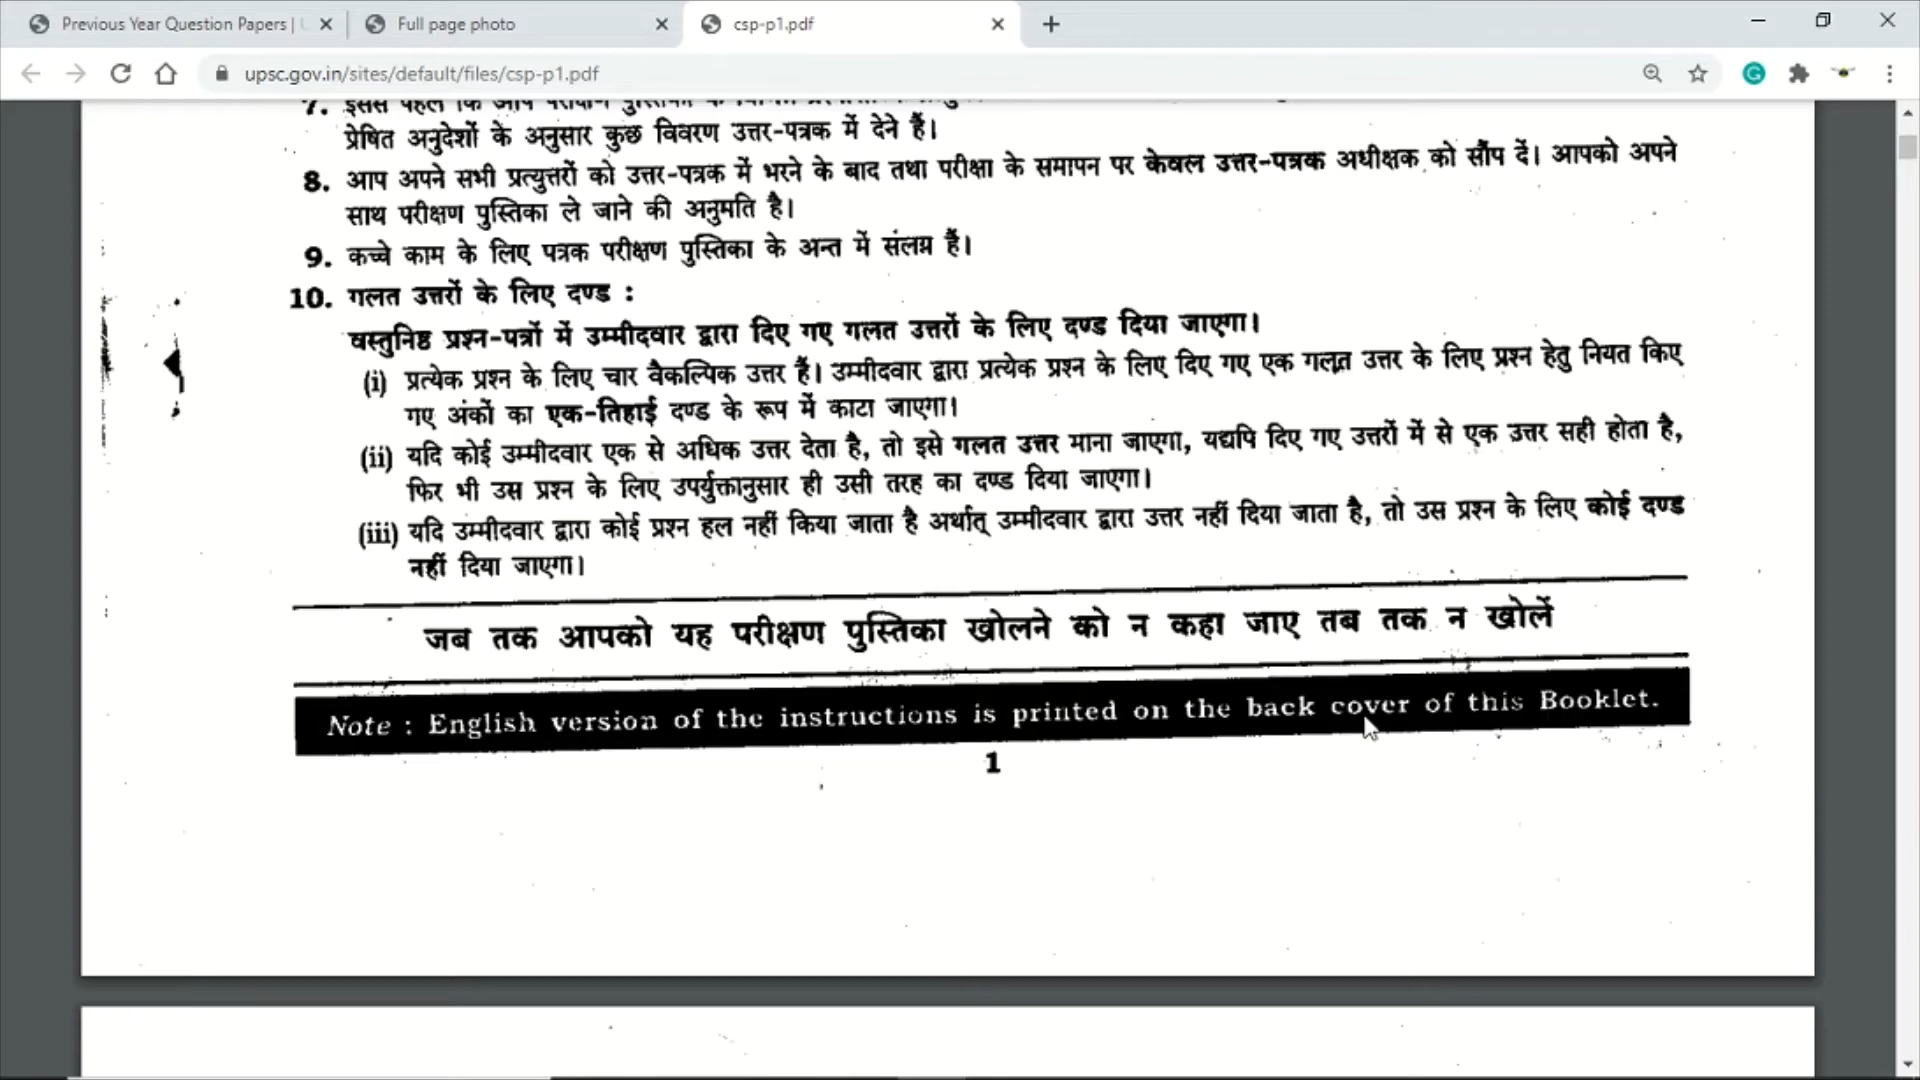 Previous Year Question Papers |
Full page photo
csp-p1.pdf
upsc.gov.in/sites/default/files/csp-p1.pdf
7. इससे पहले कि आप परीक्षण पुस्तिका के
प्रेषित अनुदेशों के अनुसार कुछ विवरण उत्तर-पत्रक में देने हैं।
8. आप अपने सभी प्रत्युत्तरों को उत्तर-पत्रक में भरने के बाद तथा परीक्षा के समापन पर केवल उत्तर-पत्रक अधीक्षक को सौंप दें। आपको अपने
साथ परीक्षण पुस्तिका ले जाने की अनुमति है।
9. कच्चे काम के लिए पत्रक परीक्षण पुस्तिका के अन्त में संलग्न हैं।
10. गलत उत्तरों के लिए दण्ड :
वस्तुनिष्ठ प्रश्न-पत्रों में उम्मीदवार द्वारा दिए गए गलत उत्तरों के लिए दण्ड दिया जाएगा।
(i) प्रत्येक प्रश्न के लिए चार वैकल्पिक उत्तर हैं। उम्मीदवार द्वारा प्रत्येक प्रश्न के लिए दिए गए एक गलत उत्तर के लिए प्रश्न हेतु नियत किए
गए अंकों का एक-तिहाई दण्ड के रूप में काटा जाएगा।
(ii) यदि कोई उम्मीदवार एक से अधिक उत्तर देता है, तो इसे गलत उत्तर माना जाएगा, यद्यपि दिए गए उत्तरों में से एक उत्तर सही होता है,
फिर भी उस प्रश्न के लिए उपर्युक्तानुसार ही उसी तरह का दण्ड दिया जाएगा।
(iii) यदि उम्मीदवार द्वारा कोई प्रश्न हल नहीं किया जाता है अर्थात् उम्मीदवार द्वारा उत्तर नहीं दिया जाता है, तो उस प्रश्न के लिए कोई दण्ड
नहीं दिया जाएगा।
जब तक आपको यह परीक्षण पुस्तिका खोलने को न कहा जाए तब तक न खोलें
Note : English version of the instructions is printed on the back cover of this Booklet.
1